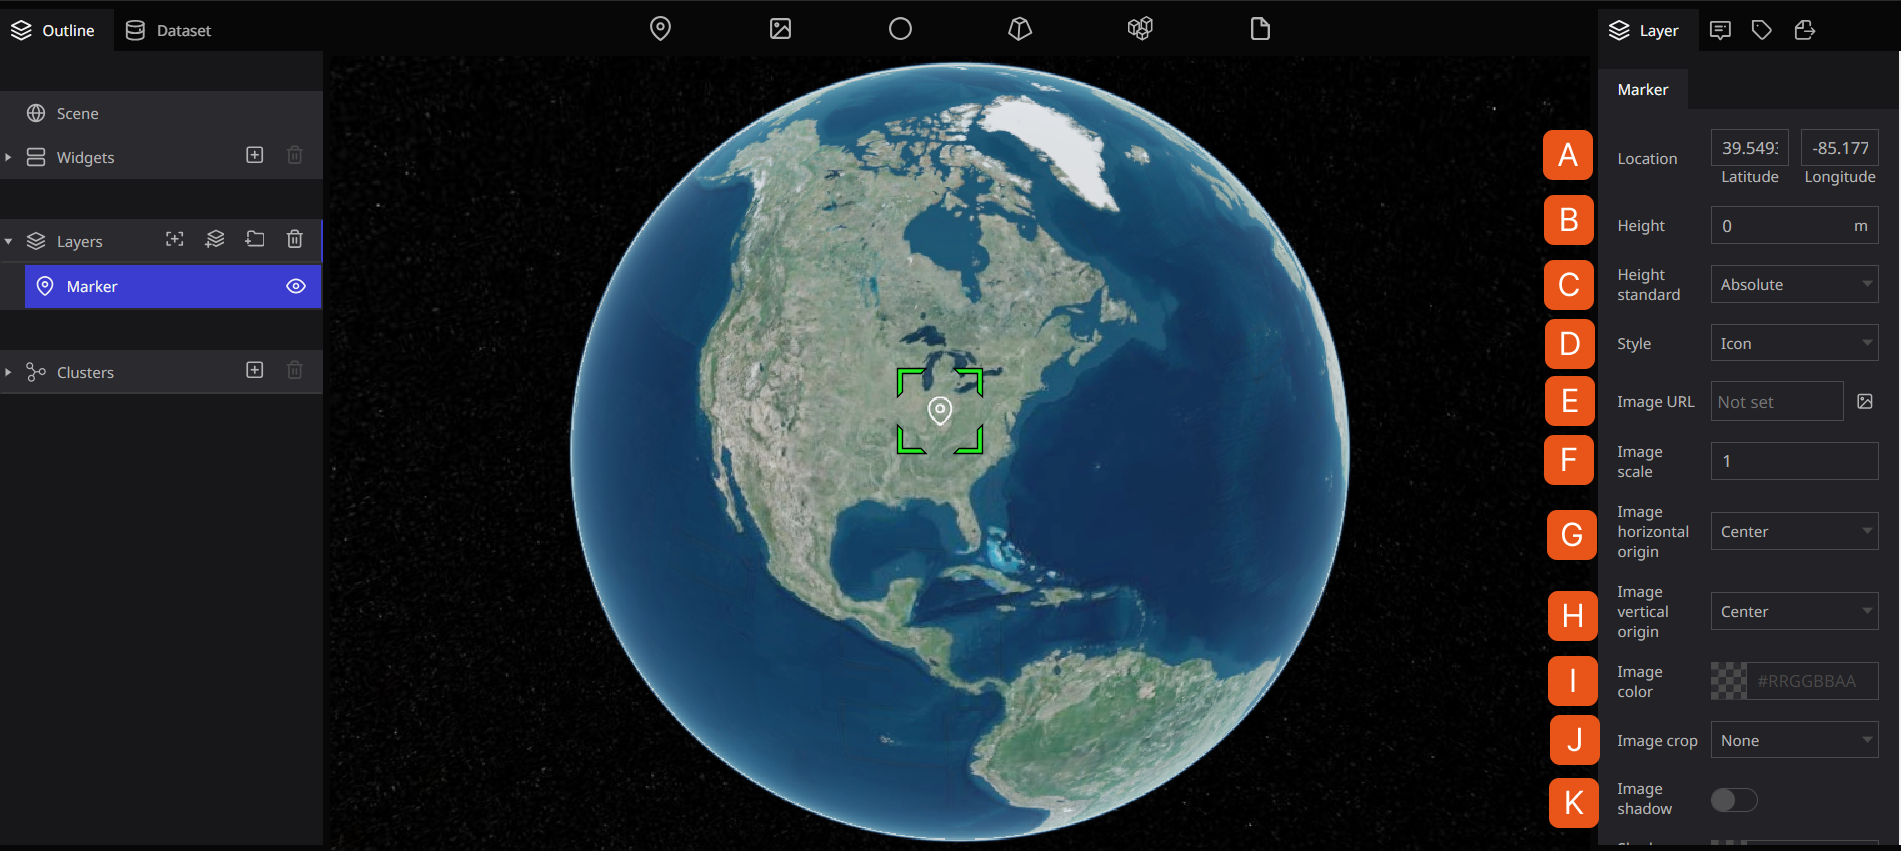 Outline
Dataset
Layer
Scene
Widgets
Layers
Marker
Clusters
Marker
A
Location
39.549
-85.177
Latitude
Longitude
B
Height
0
m
C
Height
standard
Absolute
D
Style
Icon
E
Image URL
Not set
F
Image
scale
1
G
Image
horizontal
origin
Center
H
Image
vertical
origin
Center
I
Image
color
#RRGGBBAA
J
Image crop
None
K
Image
shadow